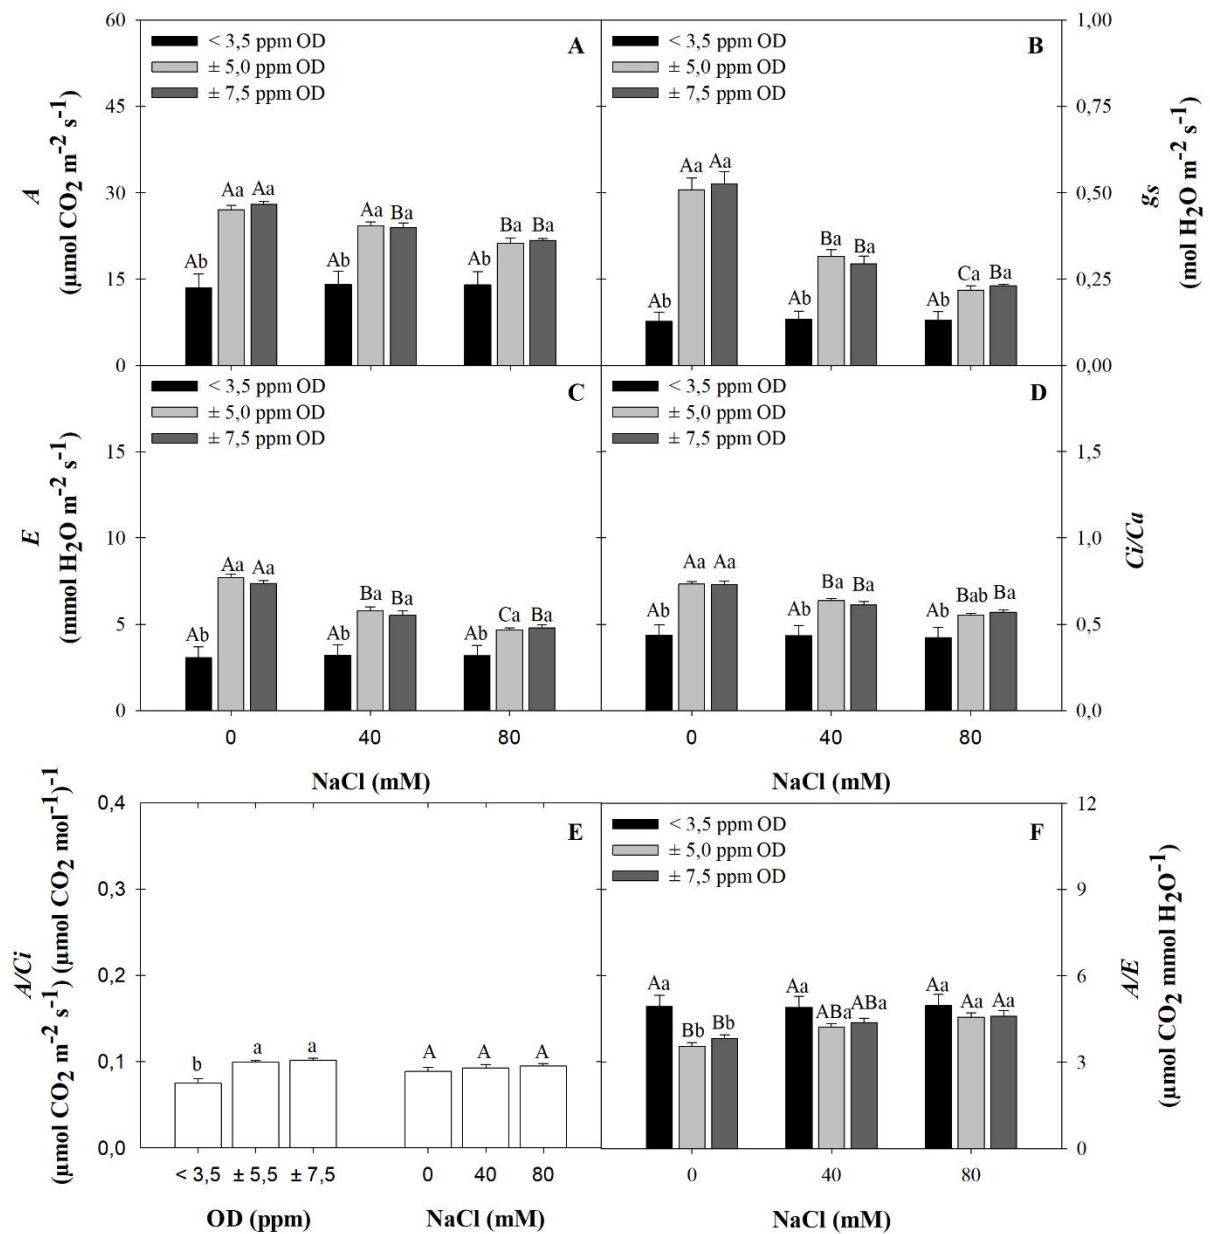 A
< 3,5 ppm OD
± 5,0 ppm OD
± 7,5 ppm OD
60
45
30
15
0
A
(µmol CO2 m-2 s-1)
Ab
Aa
Aa
Ab
Aa
Ba
Ab
Ba
Ba
B
< 3,5 ppm OD
± 5,0 ppm OD
± 7,5 ppm OD
1,00
0,75
0,50
0,25
0,00
gs
(mol H2O m-2 s-1)
Ab
Aa
Aa
Ab
Ba
Ba
Ab
Ca
Ba
C
< 3,5 ppm OD
± 5,0 ppm OD
± 7,5 ppm OD
15
10
5
0
E
(mmol H2O m-2 s-1)
Ab
Aa
Aa
Ab
Ba
Ba
Ab
Ca
Ba
0
40
80
NaCl (mM)
D
< 3,5 ppm OD
± 5,0 ppm OD
± 7,5 ppm OD
1,5
1,0
0,5
0,0
Ci/Ca
Ab
Aa
Aa
Ab
Ba
Ba
Ab
Bab
Ba
0
40
80
NaCl (mM)
E
0,4
0,3
0,2
0,1
0,0
A/Ci
(µmol CO2 m-2 s-1) (µmol CO2 mol-1)-1
b
a
a
A
A
A
< 3,5
± 5,5
± 7,5
0
40
80
OD (ppm)
NaCl (mM)
F
< 3,5 ppm OD
± 5,0 ppm OD
± 7,5 ppm OD
12
9
6
3
0
A/E
(µmol CO2 mmol H2O-1)
Aa
Bb
Bb
Aa
ABa
ABa
Aa
Aa
Aa
0
40
80
NaCl (mM)